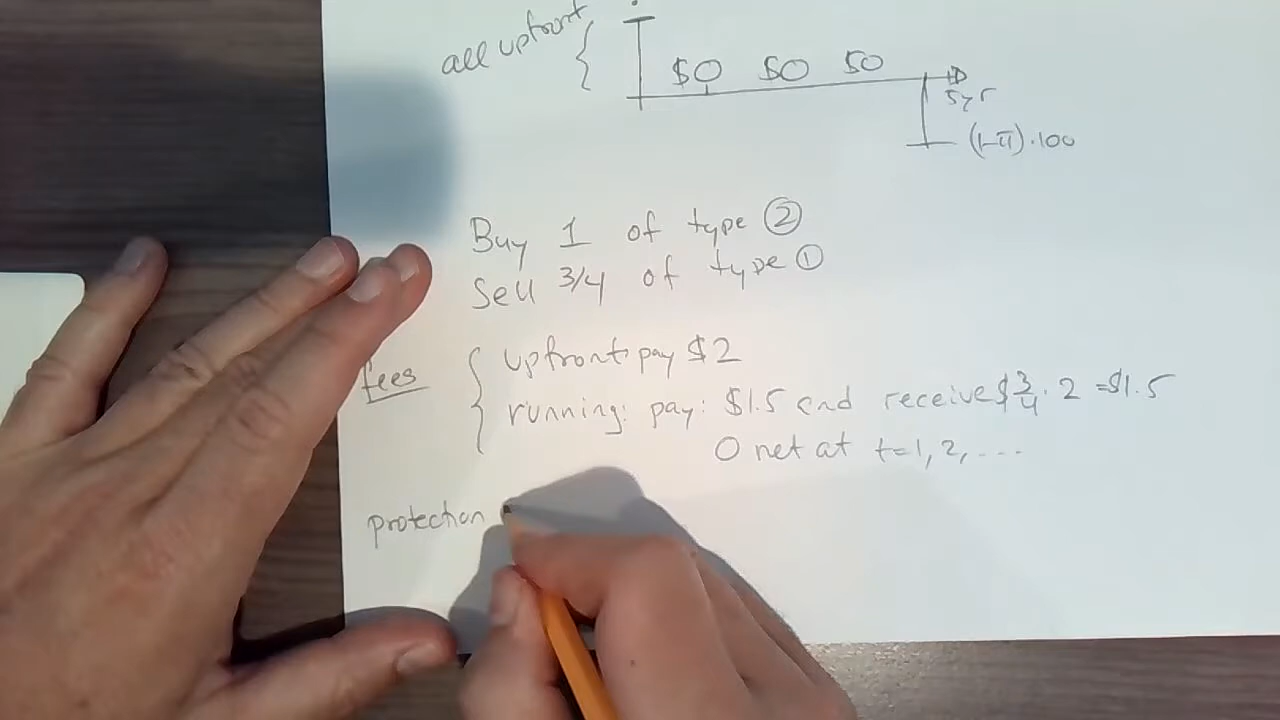 all upfront
$0 $0 $0
5yr
(1-π)·100
Buy 1 of type ②
Sell 3/4 of type ①
fees
upfront: pay $2
running: pay: $1.5 and receive $3/4 · 2 = $1.5
0 net at t=1, 2, ...
protection